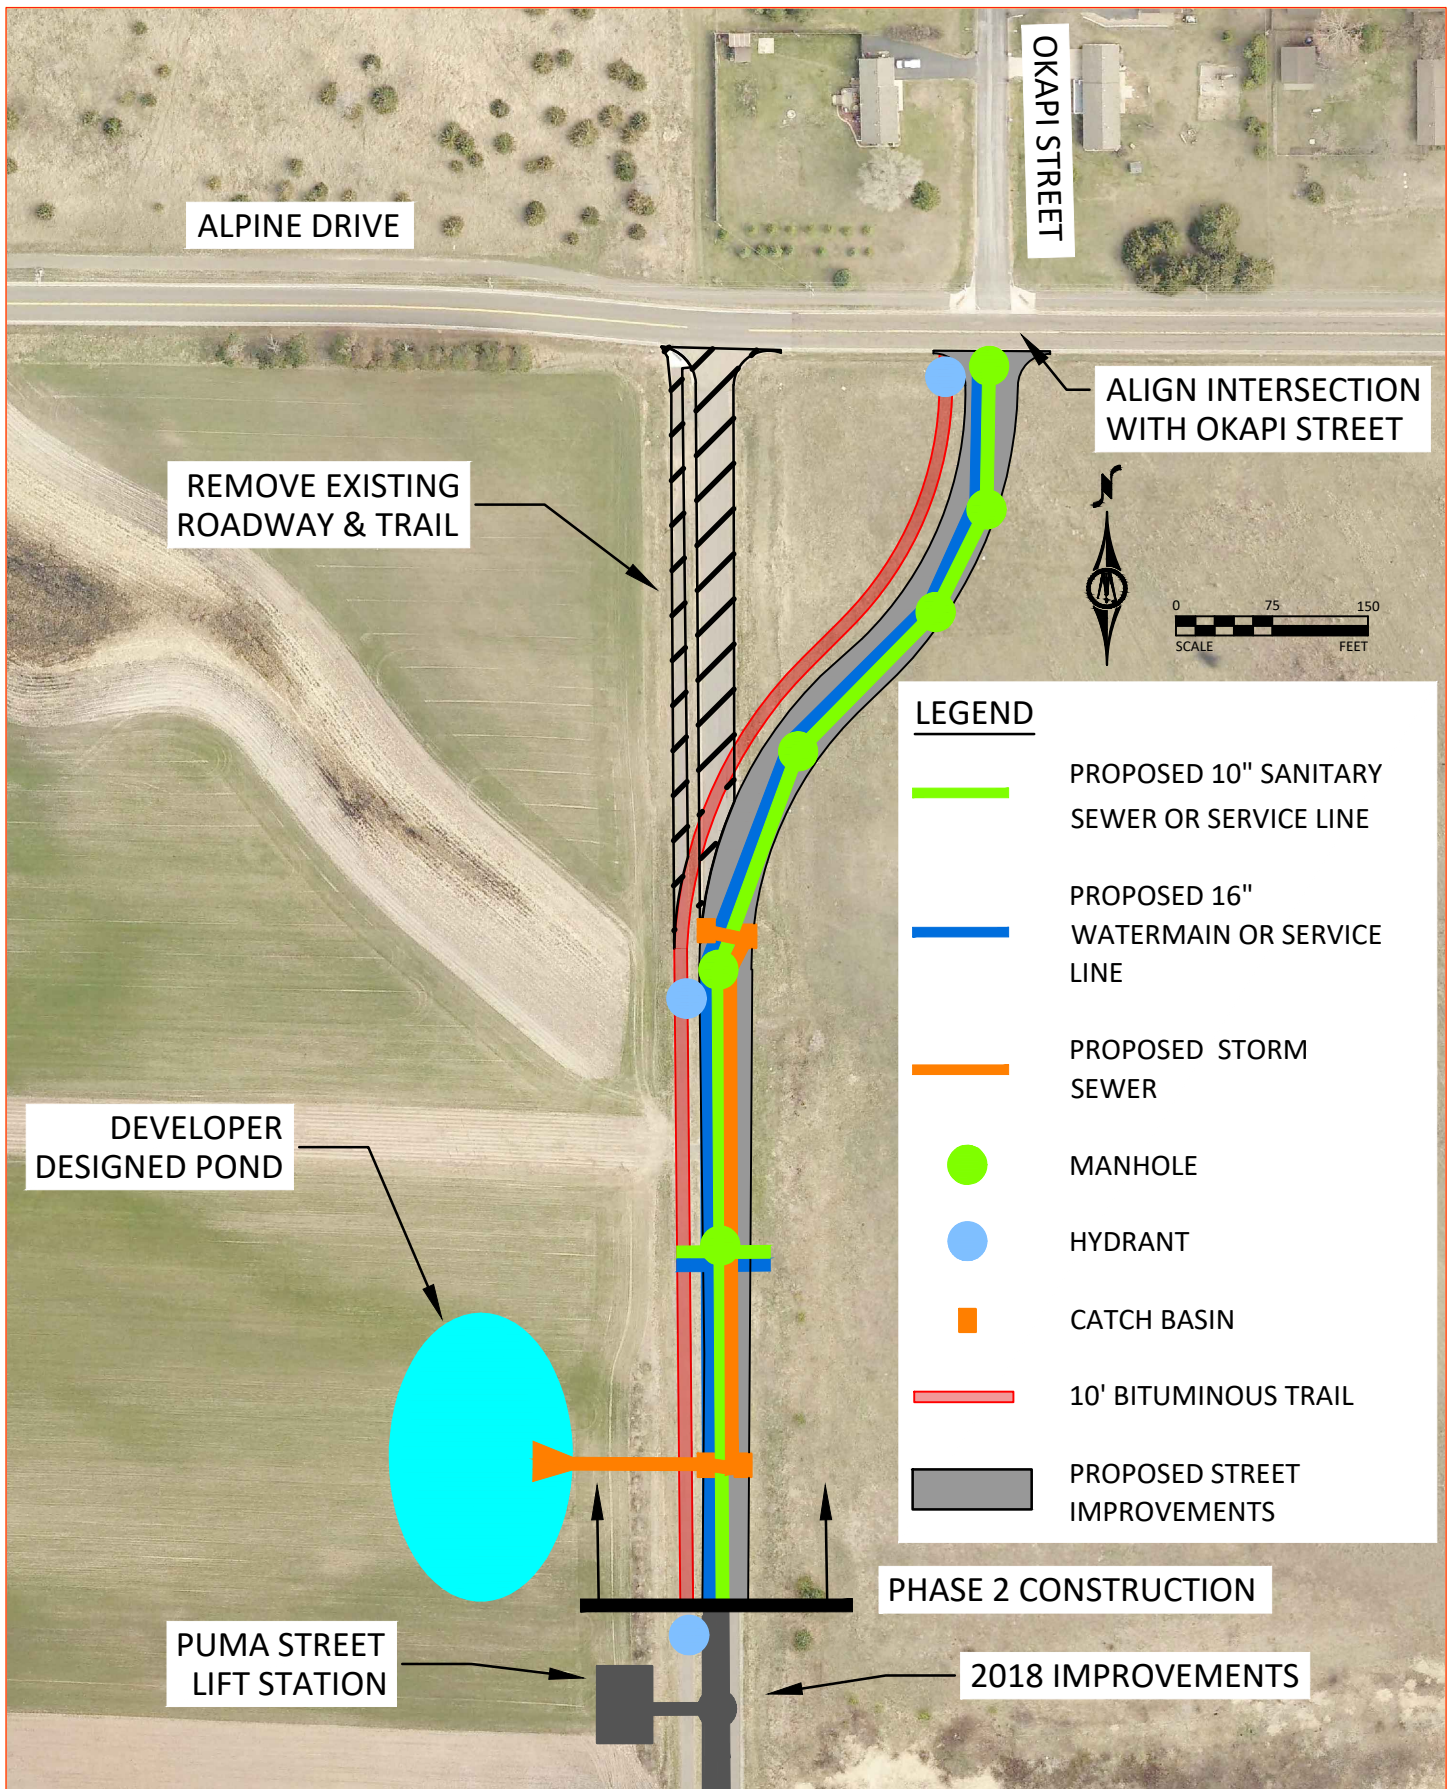 OKAPI STREET
ALPINE DRIVE
ALIGN INTERSECTION
WITH OKAPI STREET
REMOVE EXISTING
ROADWAY & TRAIL
N
0 75 150
SCALE FEET
LEGEND
PROPOSED 10" SANITARY
SEWER OR SERVICE LINE
PROPOSED 16"
WATERMAIN OR SERVICE
LINE
PROPOSED STORM
SEWER
MANHOLE
HYDRANT
CATCH BASIN
10' BITUMINOUS TRAIL
PROPOSED STREET
IMPROVEMENTS
DEVELOPER
DESIGNED POND
PHASE 2 CONSTRUCTION
PUMA STREET
LIFT STATION
2018 IMPROVEMENTS